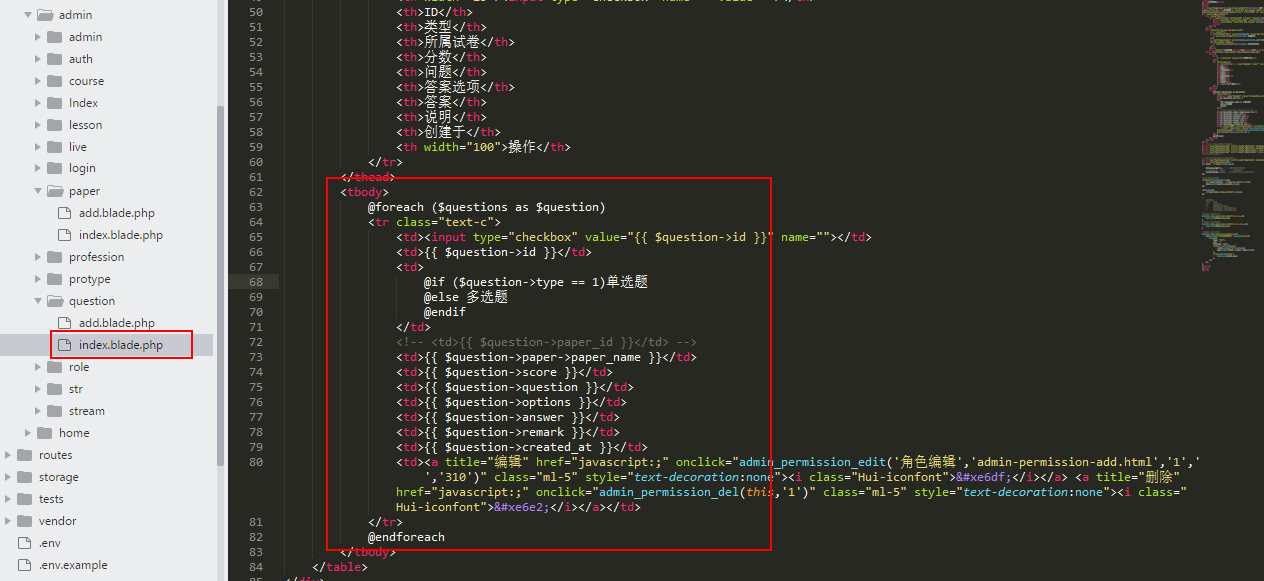 admin
admin
auth
course
Index
lesson
live
login
paper
add.blade.php
index.blade.php
profession
protype
question
add.blade.php
index.blade.php
role
str
stream
home
routes
storage
tests
vendor
.env
.env.example
50 <th>ID</th>
51 <th>类型</th>
52 <th>所属试卷</th>
53 <th>分数</th>
54 <th>问题</th>
55 <th>答案选项</th>
56 <th>答案</th>
57 <th>说明</th>
58 <th>创建于</th>
59 <th width="100">操作</th>
60 </tr>
61 </thead>
62 <tbody>
63 @foreach ($questions as $question)
64 <tr class="text-c">
65 <td><input type="checkbox" value="{{ $question->id }}" name=""></td>
66 <td>{{ $question->id }}</td>
67 <td>
68 @if ($question->type == 1)单选题
69 @else 多选题
70 @endif
71 </td>
72 <!-- <td>{{ $question->paper_id }}</td> -->
73 <td>{{ $question->paper->paper_name }}</td>
74 <td>{{ $question->score }}</td>
75 <td>{{ $question->question }}</td>
76 <td>{{ $question->options }}</td>
77 <td>{{ $question->answer }}</td>
78 <td>{{ $question->remark }}</td>
79 <td>{{ $question->created_at }}</td>
80 <td><a title="编辑" href="javascript:;" onclick="admin_permission_edit('角色编辑','admin-permission-add.html','1','
','310')" class="ml-5" style="text-decoration:none"><i class="Hui-iconfont">&#xe6df;</i></a> <a title="删除"
href="javascript:;" onclick="admin_permission_del(this,'1')" class="ml-5" style="text-decoration:none"><i class="
Hui-iconfont">&#xe6e2;</i></a></td>
81 </tr>
82 @endforeach
83 </tbody>
84 </table>